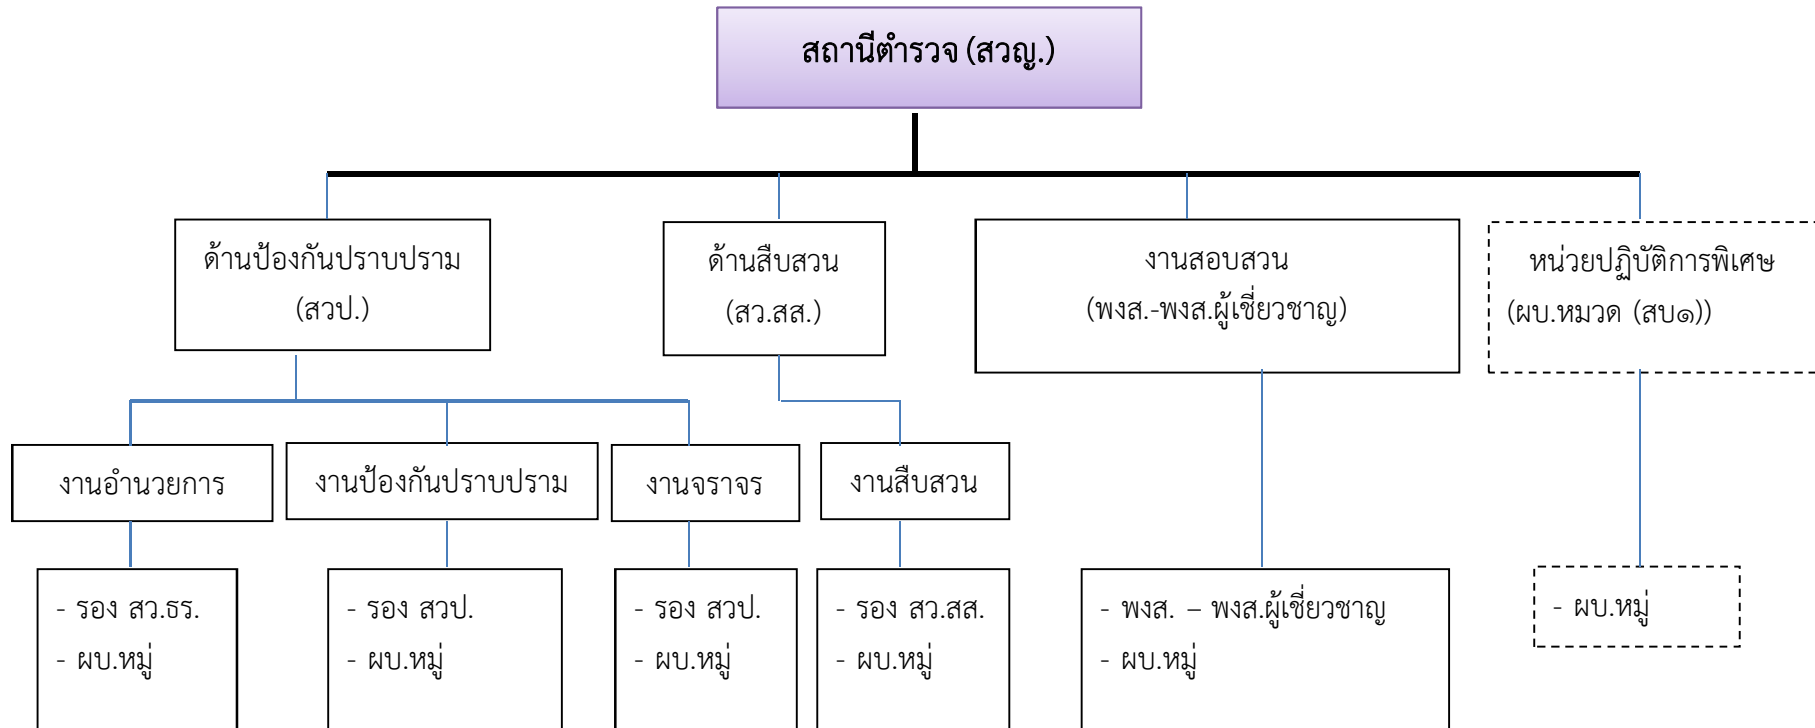 สถานีตำรวจ (สวญ.)
ด้านป้องกันปราบปราม
(สวป.)
ด้านสืบสวน
(สว.สส.)
งานสอบสวน
(พงส.-พงส.ผู้เชี่ยวชาญ)
หน่วยปฏิบัติการพิเศษ
(ผบ.หมวด (สบ๑))
งานอำนวยการ
งานป้องกันปราบปราม
งานจราจร
งานสืบสวน
- รอง สว.ธร.
- ผบ.หมู่
- รอง สวป.
- ผบ.หมู่
- รอง สวป.
- ผบ.หมู่
- รอง สว.สส.
- ผบ.หมู่
- พงส. – พงส.ผู้เชี่ยวชาญ
- ผบ.หมู่
- ผบ.หมู่